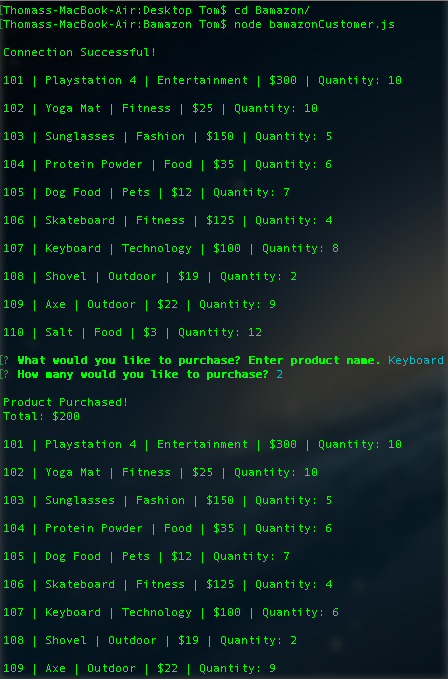 [Thomass-MacBook-Air:Desktop Tom$ cd Bamazon/
[Thomass-MacBook-Air:Bamazon Tom$ node bamazonCustomer.js
Connection Successful!
101 | Playstation 4 | Entertainment | $300 | Quantity: 10
102 | Yoga Mat | Fitness | $25 | Quantity: 10
103 | Sunglasses | Fashion | $150 | Quantity: 5
104 | Protein Powder | Food | $35 | Quantity: 6
105 | Dog Food | Pets | $12 | Quantity: 7
106 | Skateboard | Fitness | $125 | Quantity: 4
107 | Keyboard | Technology | $100 | Quantity: 8
108 | Shovel | Outdoor | $19 | Quantity: 2
109 | Axe | Outdoor | $22 | Quantity: 9
110 | Salt | Food | $3 | Quantity: 12
[? What would you like to purchase? Enter product name. Keyboard
[? How many would you like to purchase? 2
Product Purchased!
Total: $200
101 | Playstation 4 | Entertainment | $300 | Quantity: 10
102 | Yoga Mat | Fitness | $25 | Quantity: 10
103 | Sunglasses | Fashion | $150 | Quantity: 5
104 | Protein Powder | Food | $35 | Quantity: 6
105 | Dog Food | Pets | $12 | Quantity: 7
106 | Skateboard | Fitness | $125 | Quantity: 4
107 | Keyboard | Technology | $100 | Quantity: 6
108 | Shovel | Outdoor | $19 | Quantity: 2
109 | Axe | Outdoor | $22 | Quantity: 9